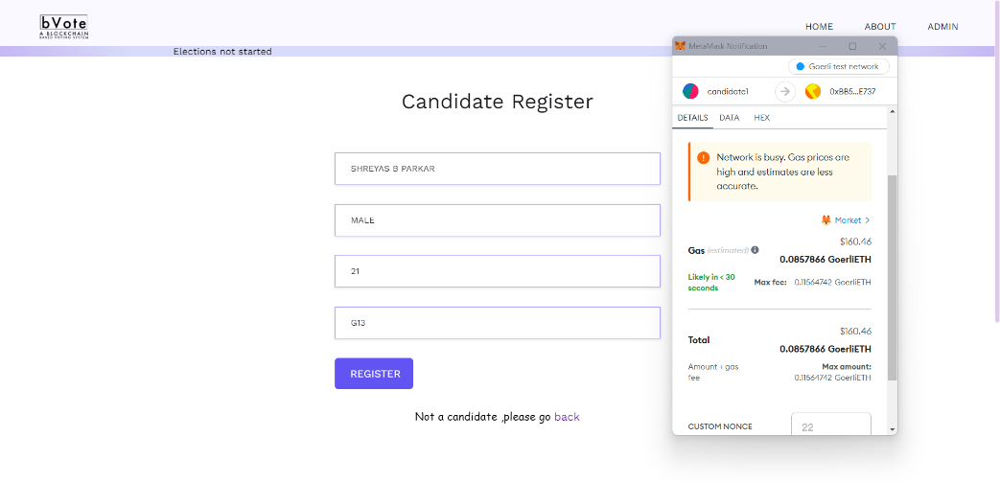 bVote
A BLOCKCHAIN
BASED VOTING SYSTEM
HOME ABOUT ADMIN
Elections not started
Candidate Register
SHREYAS B PARKAR
MALE
21
G13
REGISTER
Not a candidate ,please go back
MetaMask Notification
Goerli test network
candidate1 0xBB5...E737
DETAILS DATA HEX
Network is busy. Gas prices are
high and estimates are less
accurate.
Market >
$160.46
Gas (estimated)
0.0857866 GoerliETH
Likely in < 30
seconds
Max fee: 0.11564742 GoerliETH
$160.46
Total
0.0857866 GoerliETH
Amount + gas
fee
Max amount:
0.11564742 GoerliETH
CUSTOM NONCE 22